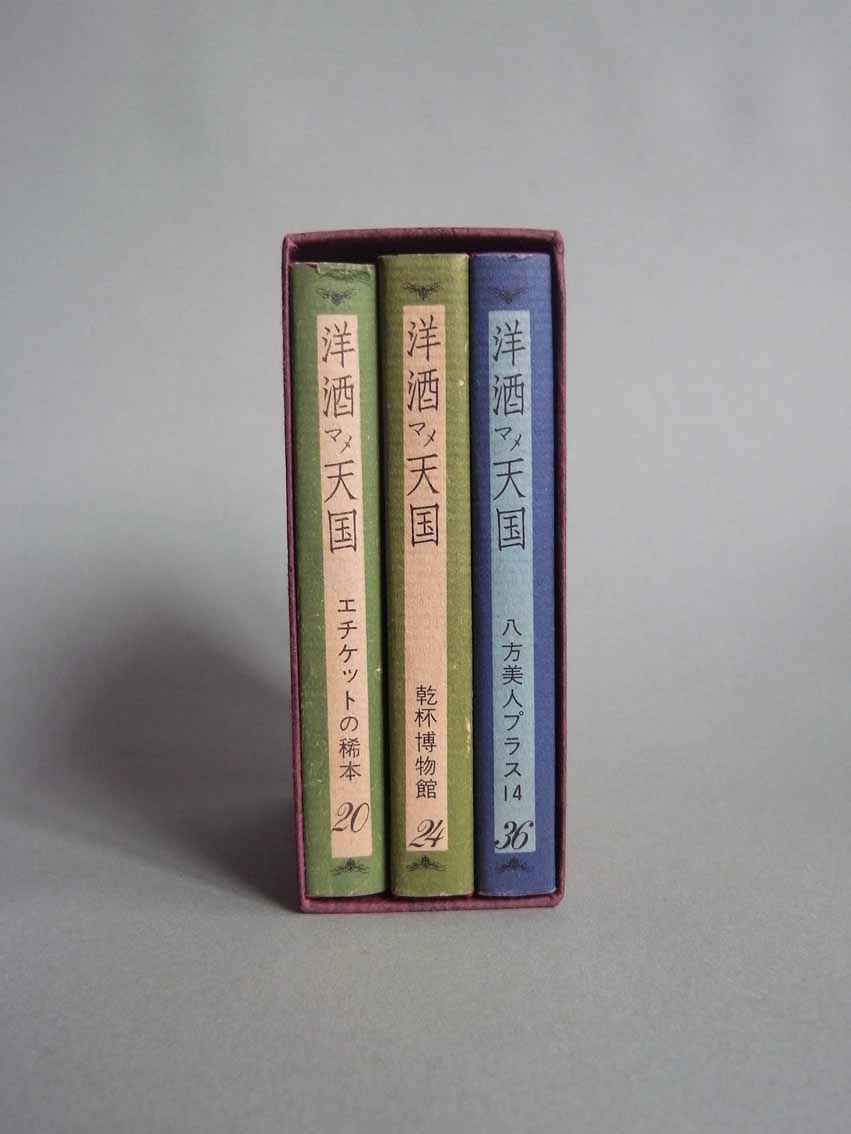 洋酒マメ天国
エチケットの稀本
20
洋酒マメ天国
乾杯博物館
24
洋酒マメ天国
八方美人プラス14
36